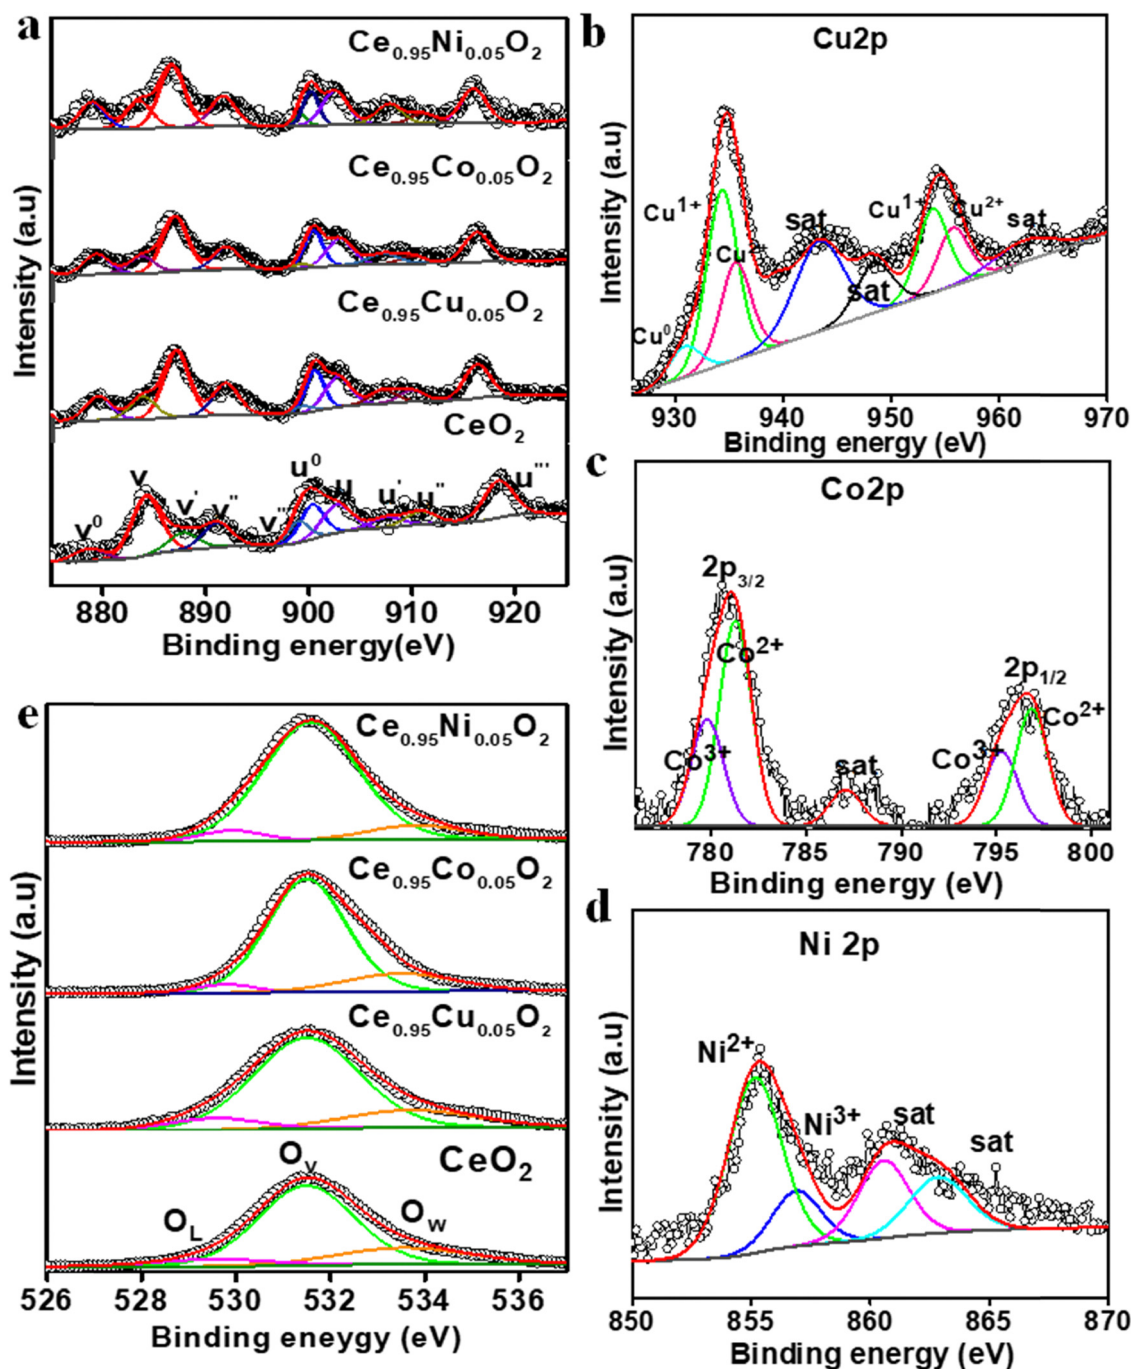 a
Ce0.95Ni0.05O2
Ce0.95Co0.05O2
Ce0.95Cu0.05O2
CeO2
v0 v v' v'' v''' u0 u u' u'' u'''
Intensity (a.u)
880 890 900 910 920
Binding energy(eV)
b
Cu2p
Cu0 Cu1+ Cu sat sat Cu1+ Cu2+ sat
Intensity (a.u)
930 940 950 960 970
Binding energy (eV)
c
Co2p
2p3/2
Co2+
Co3+
sat
2p1/2
Co2+
Co3+
Intensity (a.u)
780 785 790 795 800
Binding energy (eV)
d
Ni 2p
Ni2+
Ni3+
sat
sat
Intensity (a.u)
850 855 860 865 870
Binding energy (eV)
e
Ce0.95Ni0.05O2
Ce0.95Co0.05O2
Ce0.95Cu0.05O2
CeO2
OL Ov Ow
Intensity (a.u)
526 528 530 532 534 536
Binding eneygy (eV)